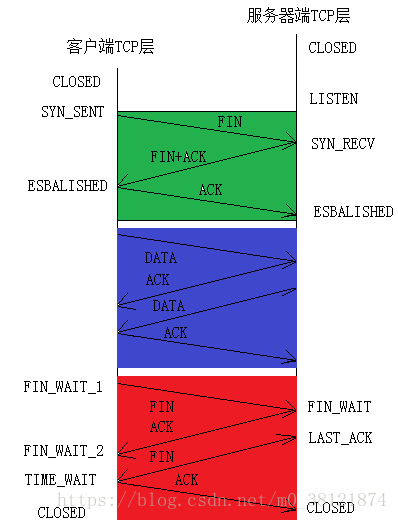 服务器端TCP层
客户端TCP层
CLOSED
CLOSED
LISTEN
SYN_SENT
FIN
SYN_RECV
FIN+ACK
ESBALISHED
ACK
ESBALISHED
DATA
ACK
DATA
ACK
FIN_WAIT_1
FIN
FIN_WAIT
ACK
LAST_ACK
FIN_WAIT_2
FIN
TIME_WAIT
ACK
https://blog.csdn.net/m0_38121874
CLOSED
CLOSED